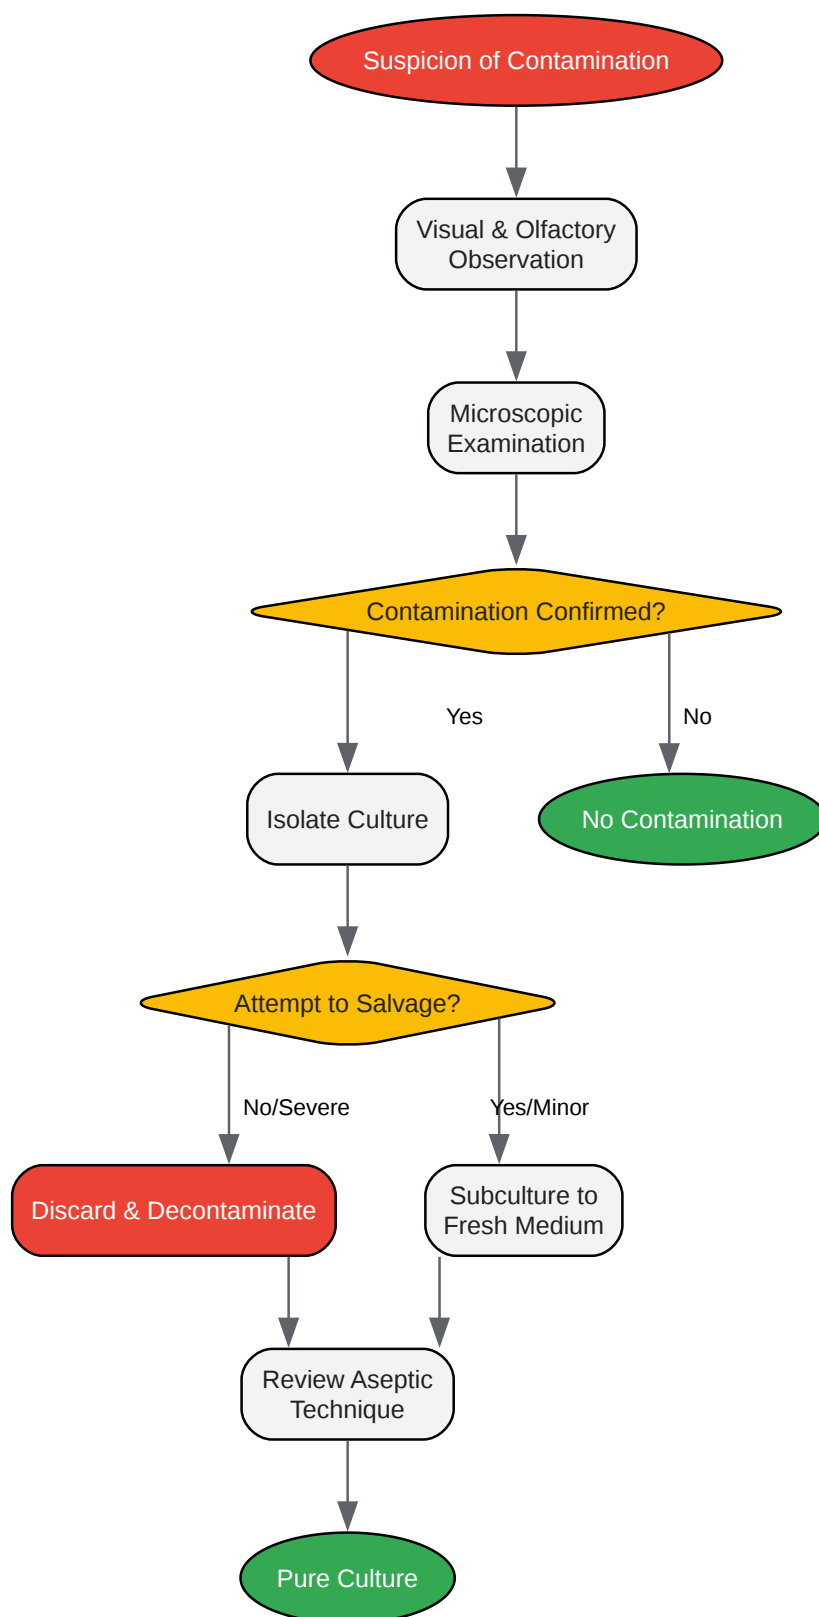 Suspicion of Contamination
Visual & Olfactory
Observation
Microscopic
Examination
Contamination Confirmed?
Yes
No
Isolate Culture
No Contamination
Attempt to Salvage?
No/Severe
Yes/Minor
Discard & Decontaminate
Subculture to
Fresh Medium
Review Aseptic
Technique
Pure Culture